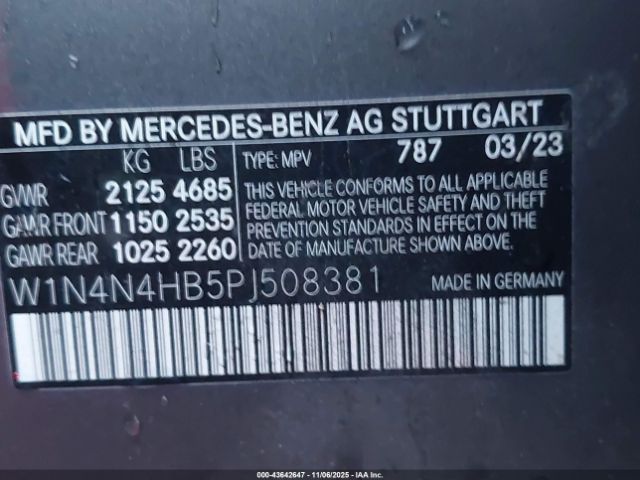 MFD BY MERCEDES-BENZ AG STUTTGART
KG LBS
GVWR 2125 4685
GAWR FRONT 1150 2535
GAWR REAR 1025 2260
TYPE: MPV 787 03/23
THIS VEHICLE CONFORMS TO ALL APPLICABLE
FEDERAL MOTOR VEHICLE SAFETY AND THEFT
PREVENTION STANDARDS IN EFFECT ON THE
DATE OF MANUFACTURE SHOWN ABOVE.
W1N4N4HB5PJ508381 MADE IN GERMANY
000-43642647 - 11/06/2025 - IAAI.COM